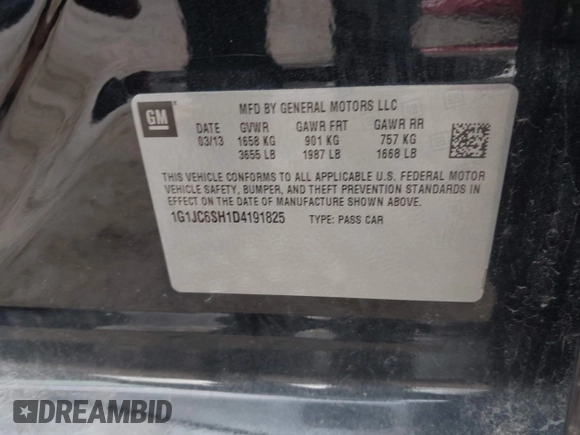 GM
MFD BY GENERAL MOTORS LLC
DATE GVWR GAWR FRT GAWR RR
03/13 1658 KG 901 KG 757 KG
3655 LB 1987 LB 1668 LB
THIS VEHICLE CONFORMS TO ALL APPLICABLE U.S. FEDERAL MOTOR
VEHICLE SAFETY, BUMPER, AND THEFT PREVENTION STANDARDS IN
EFFECT ON THE DATE OF MANUFACTURE SHOWN ABOVE.
1G1JC6SH1D4191825 TYPE: PASS CAR
DREAMBID